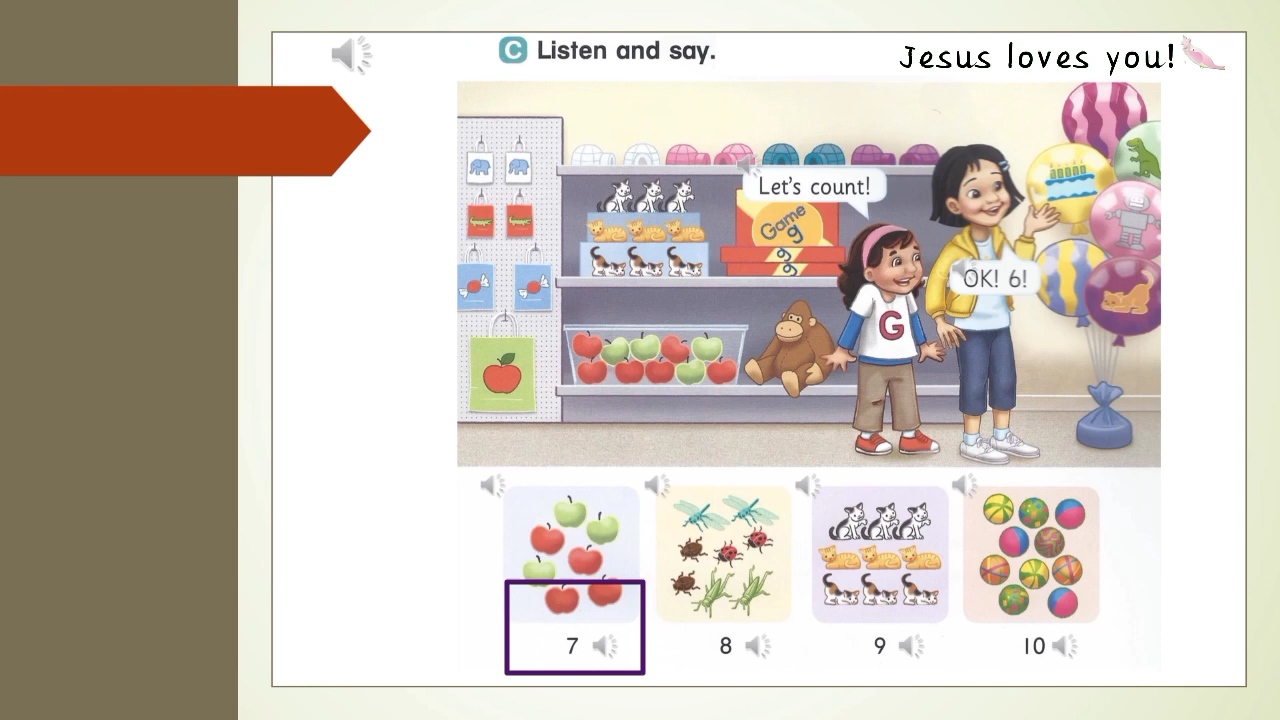 C Listen and say.
Jesus loves you!
Let's count!
Game
g
g
g
OK! 6!
G
7
8
9
10